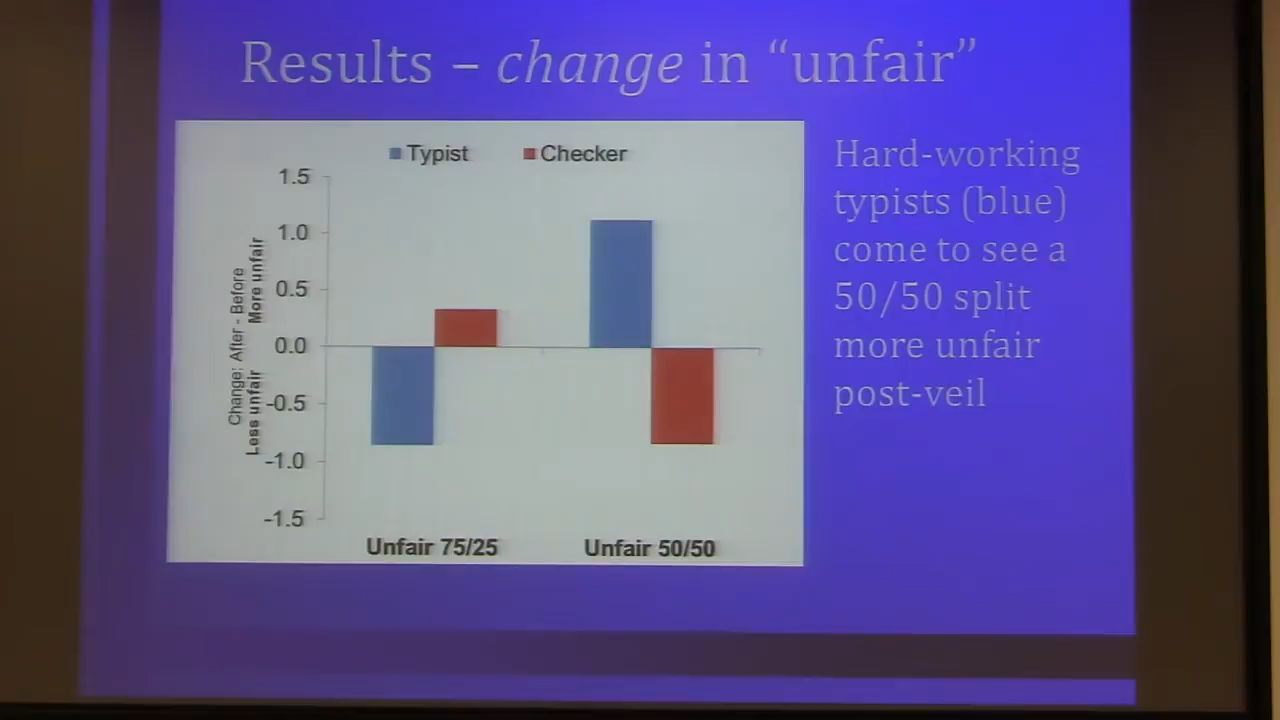 Results – change in “unfair”
Typist
Checker
1.5
1.0
0.5
0.0
-0.5
-1.0
-1.5
Change: After - Before
Less unfair More unfair
Unfair 75/25
Unfair 50/50
Hard-working
typists (blue)
come to see a
50/50 split
more unfair
post-veil